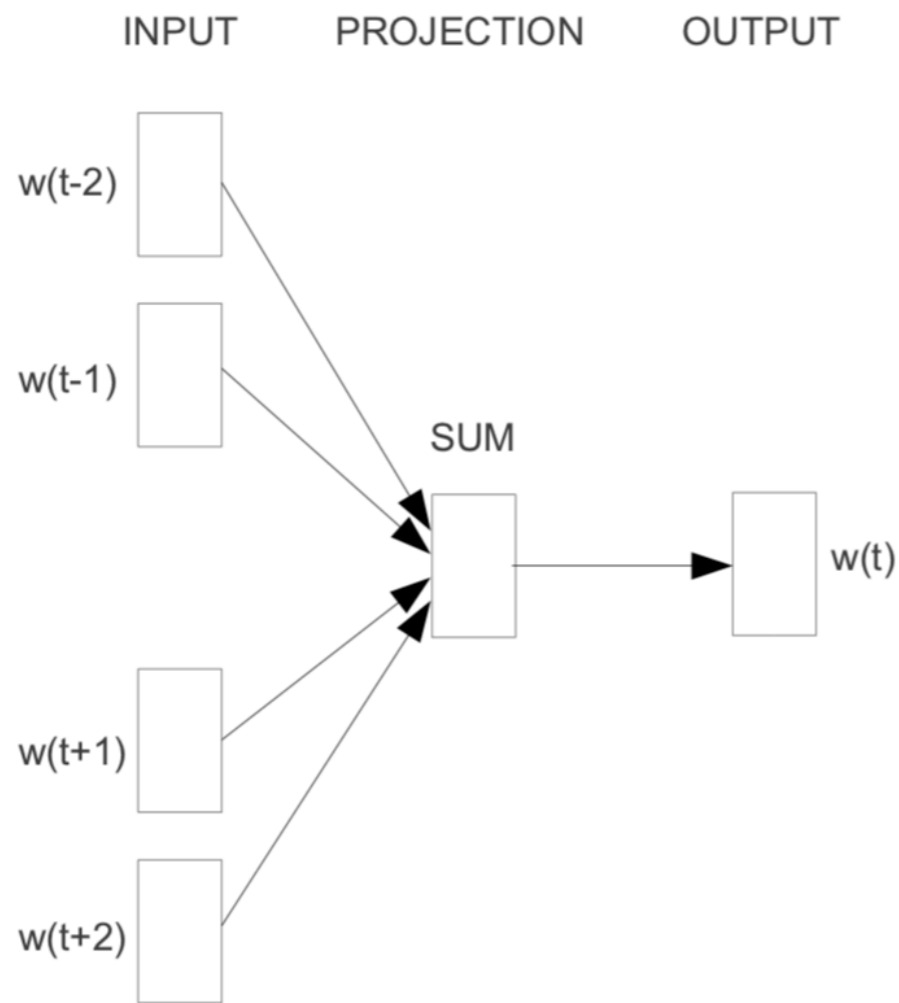 INPUT PROJECTION OUTPUT
w(t-2)
w(t-1)
SUM
w(t)
w(t+1)
w(t+2)